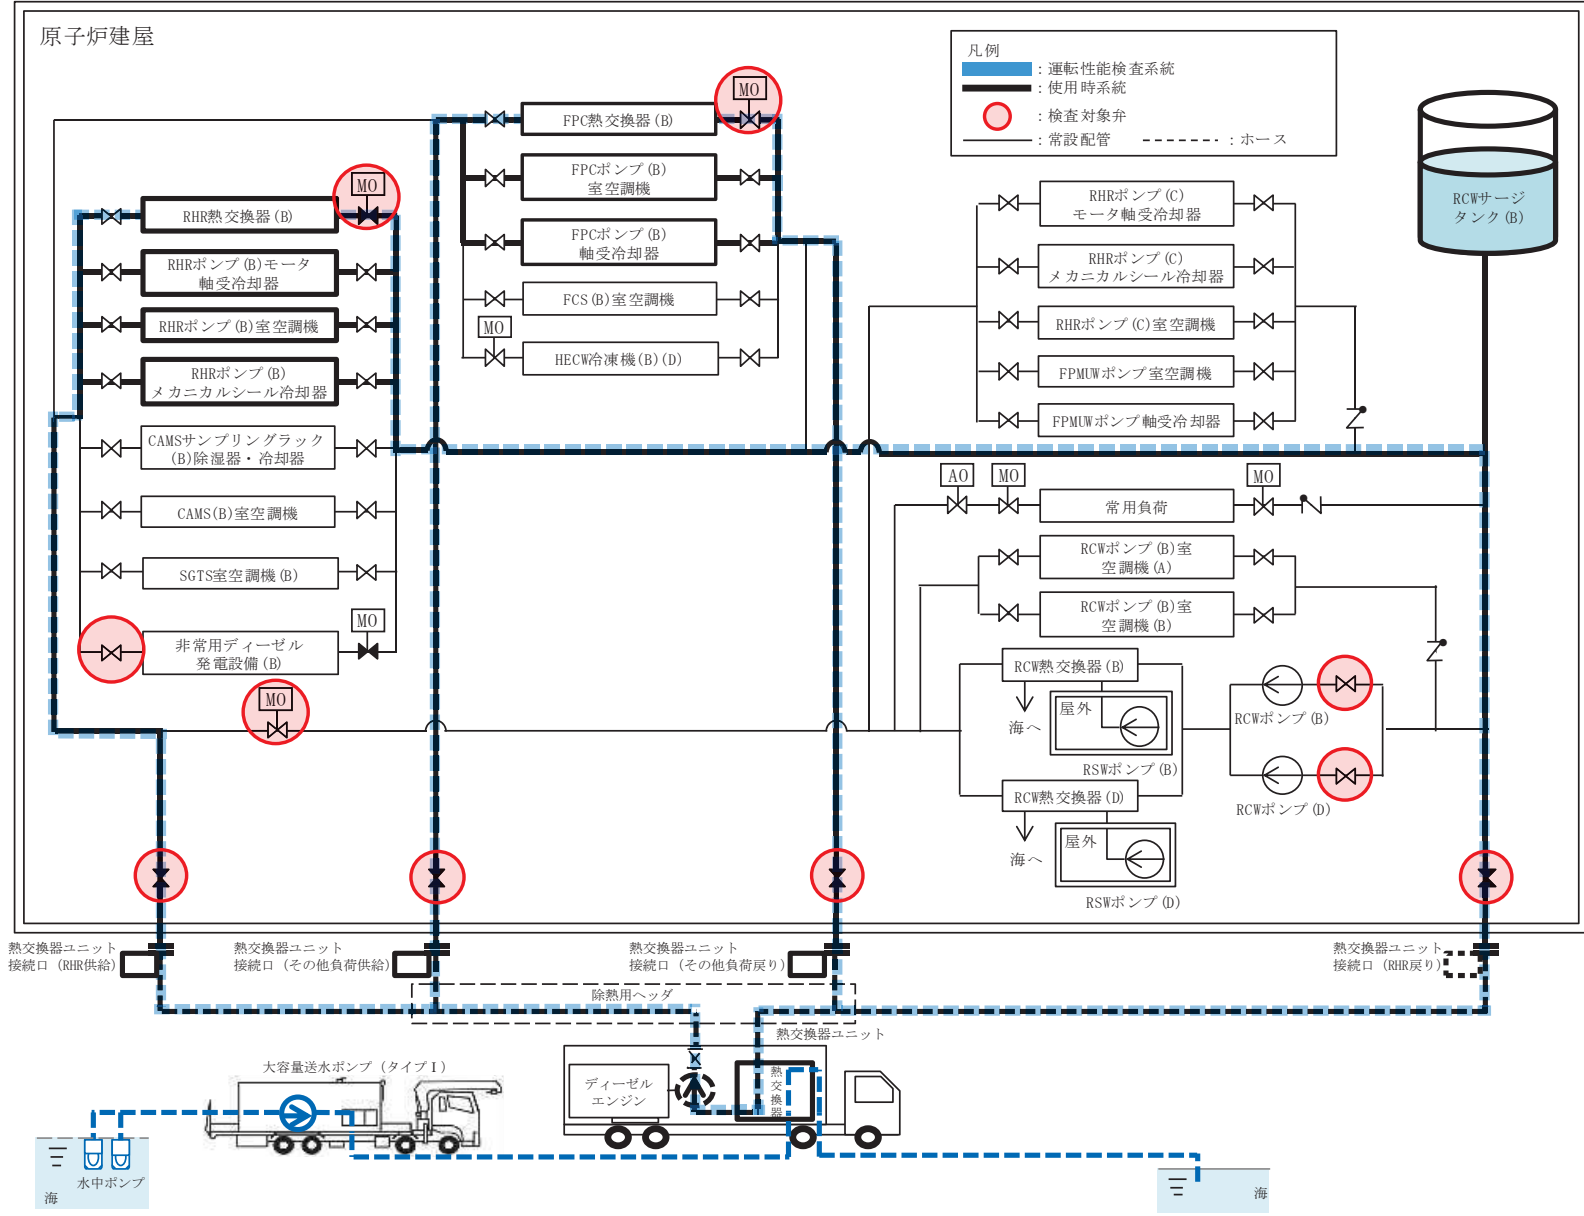 原子炉建屋
凡例
：運転性能検査系統
：使用時系統
：検査対象弁
：常設配管
：ホース
RCWサージ
タンク(B)
MO
FPC熱交換器(B)
FPCポンプ(B)
室空調機
FPCポンプ(B)
軸受冷却器
FCS(B)室空調機
MO
HECW冷凍機(B)(D)
MO
RHR熱交換器(B)
RHRポンプ(B)モータ
軸受冷却器
RHRポンプ(B)室空調機
RHRポンプ(B)
メカニカルシール冷却器
CAMSサンプリングラック
(B)除湿器・冷却器
CAMS(B)室空調機
SGTS室空調機(B)
MO
非常用ディーゼル
発電設備(B)
MO
RHRポンプ(C)
モータ軸受冷却器
RHRポンプ(C)
メカニカルシール冷却器
RHRポンプ(C)室空調機
FPMUWポンプ室空調機
FPMUWポンプ軸受冷却器
AO
MO
MO
常用負荷
RCWポンプ(B)室
空調機(A)
RCWポンプ(B)室
空調機(B)
RCW熱交換器(B)
海へ
屋外
RSWポンプ(B)
RCW熱交換器(D)
海へ
屋外
RSWポンプ(D)
RCWポンプ(B)
RCWポンプ(D)
熱交換器ユニット
接続口（RHR供給）
熱交換器ユニット
接続口（その他負荷供給）
熱交換器ユニット
接続口（その他負荷戻り）
熱交換器ユニット
接続口（RHR戻り）
除熱用ヘッダ
熱交換器ユニット
大容量送水ポンプ（タイプⅠ）
ディーゼル
エンジン
熱
交
換
器
水中ポンプ
海
海